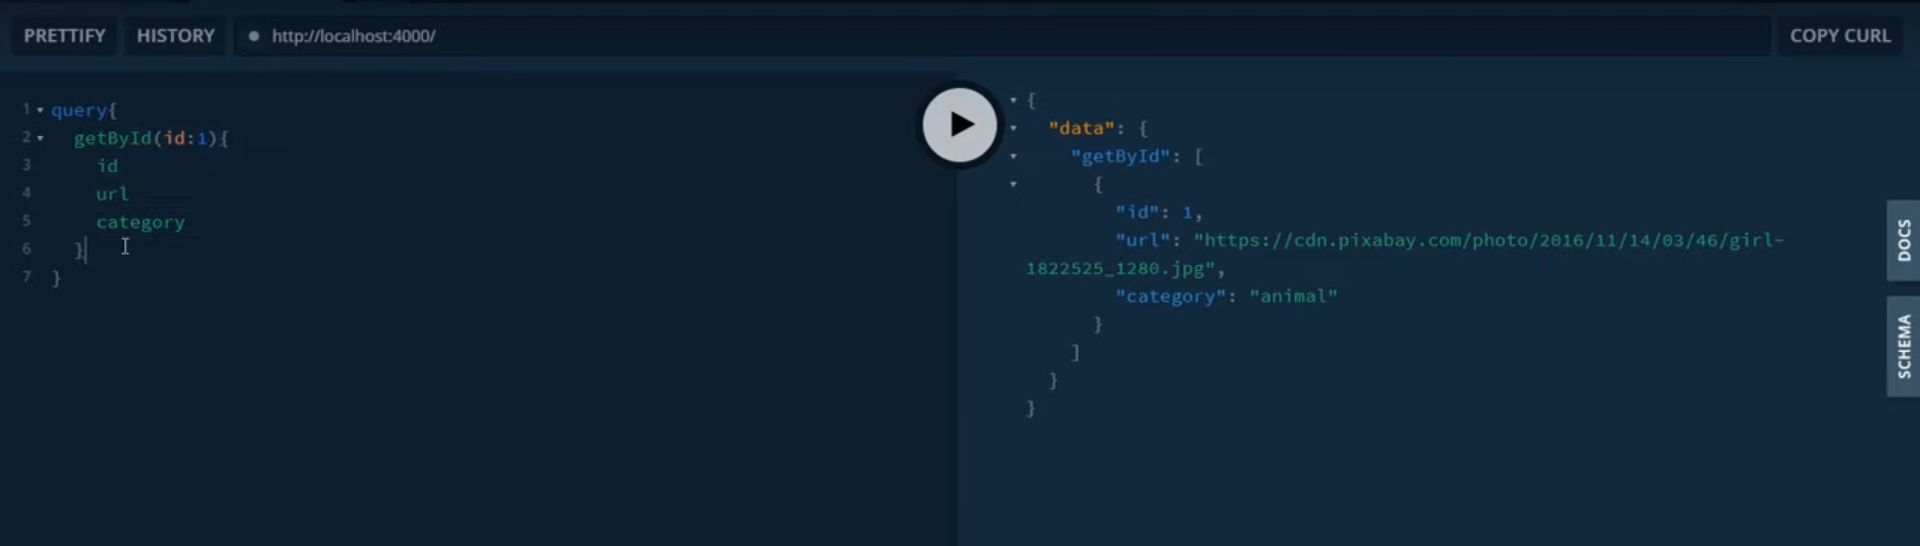 PRETTIFY HISTORY http://localhost:4000/ COPY CURL
1 query{
2 getById(id:1){
3 id
4 url
5 category
6 }
7 }
{
"data": {
"getById": [
{
"id": 1,
"url": "https://cdn.pixabay.com/photo/2016/11/14/03/46/girl-
1822525_1280.jpg",
"category": "animal"
}
]
}
}
DOCS
SCHEMA